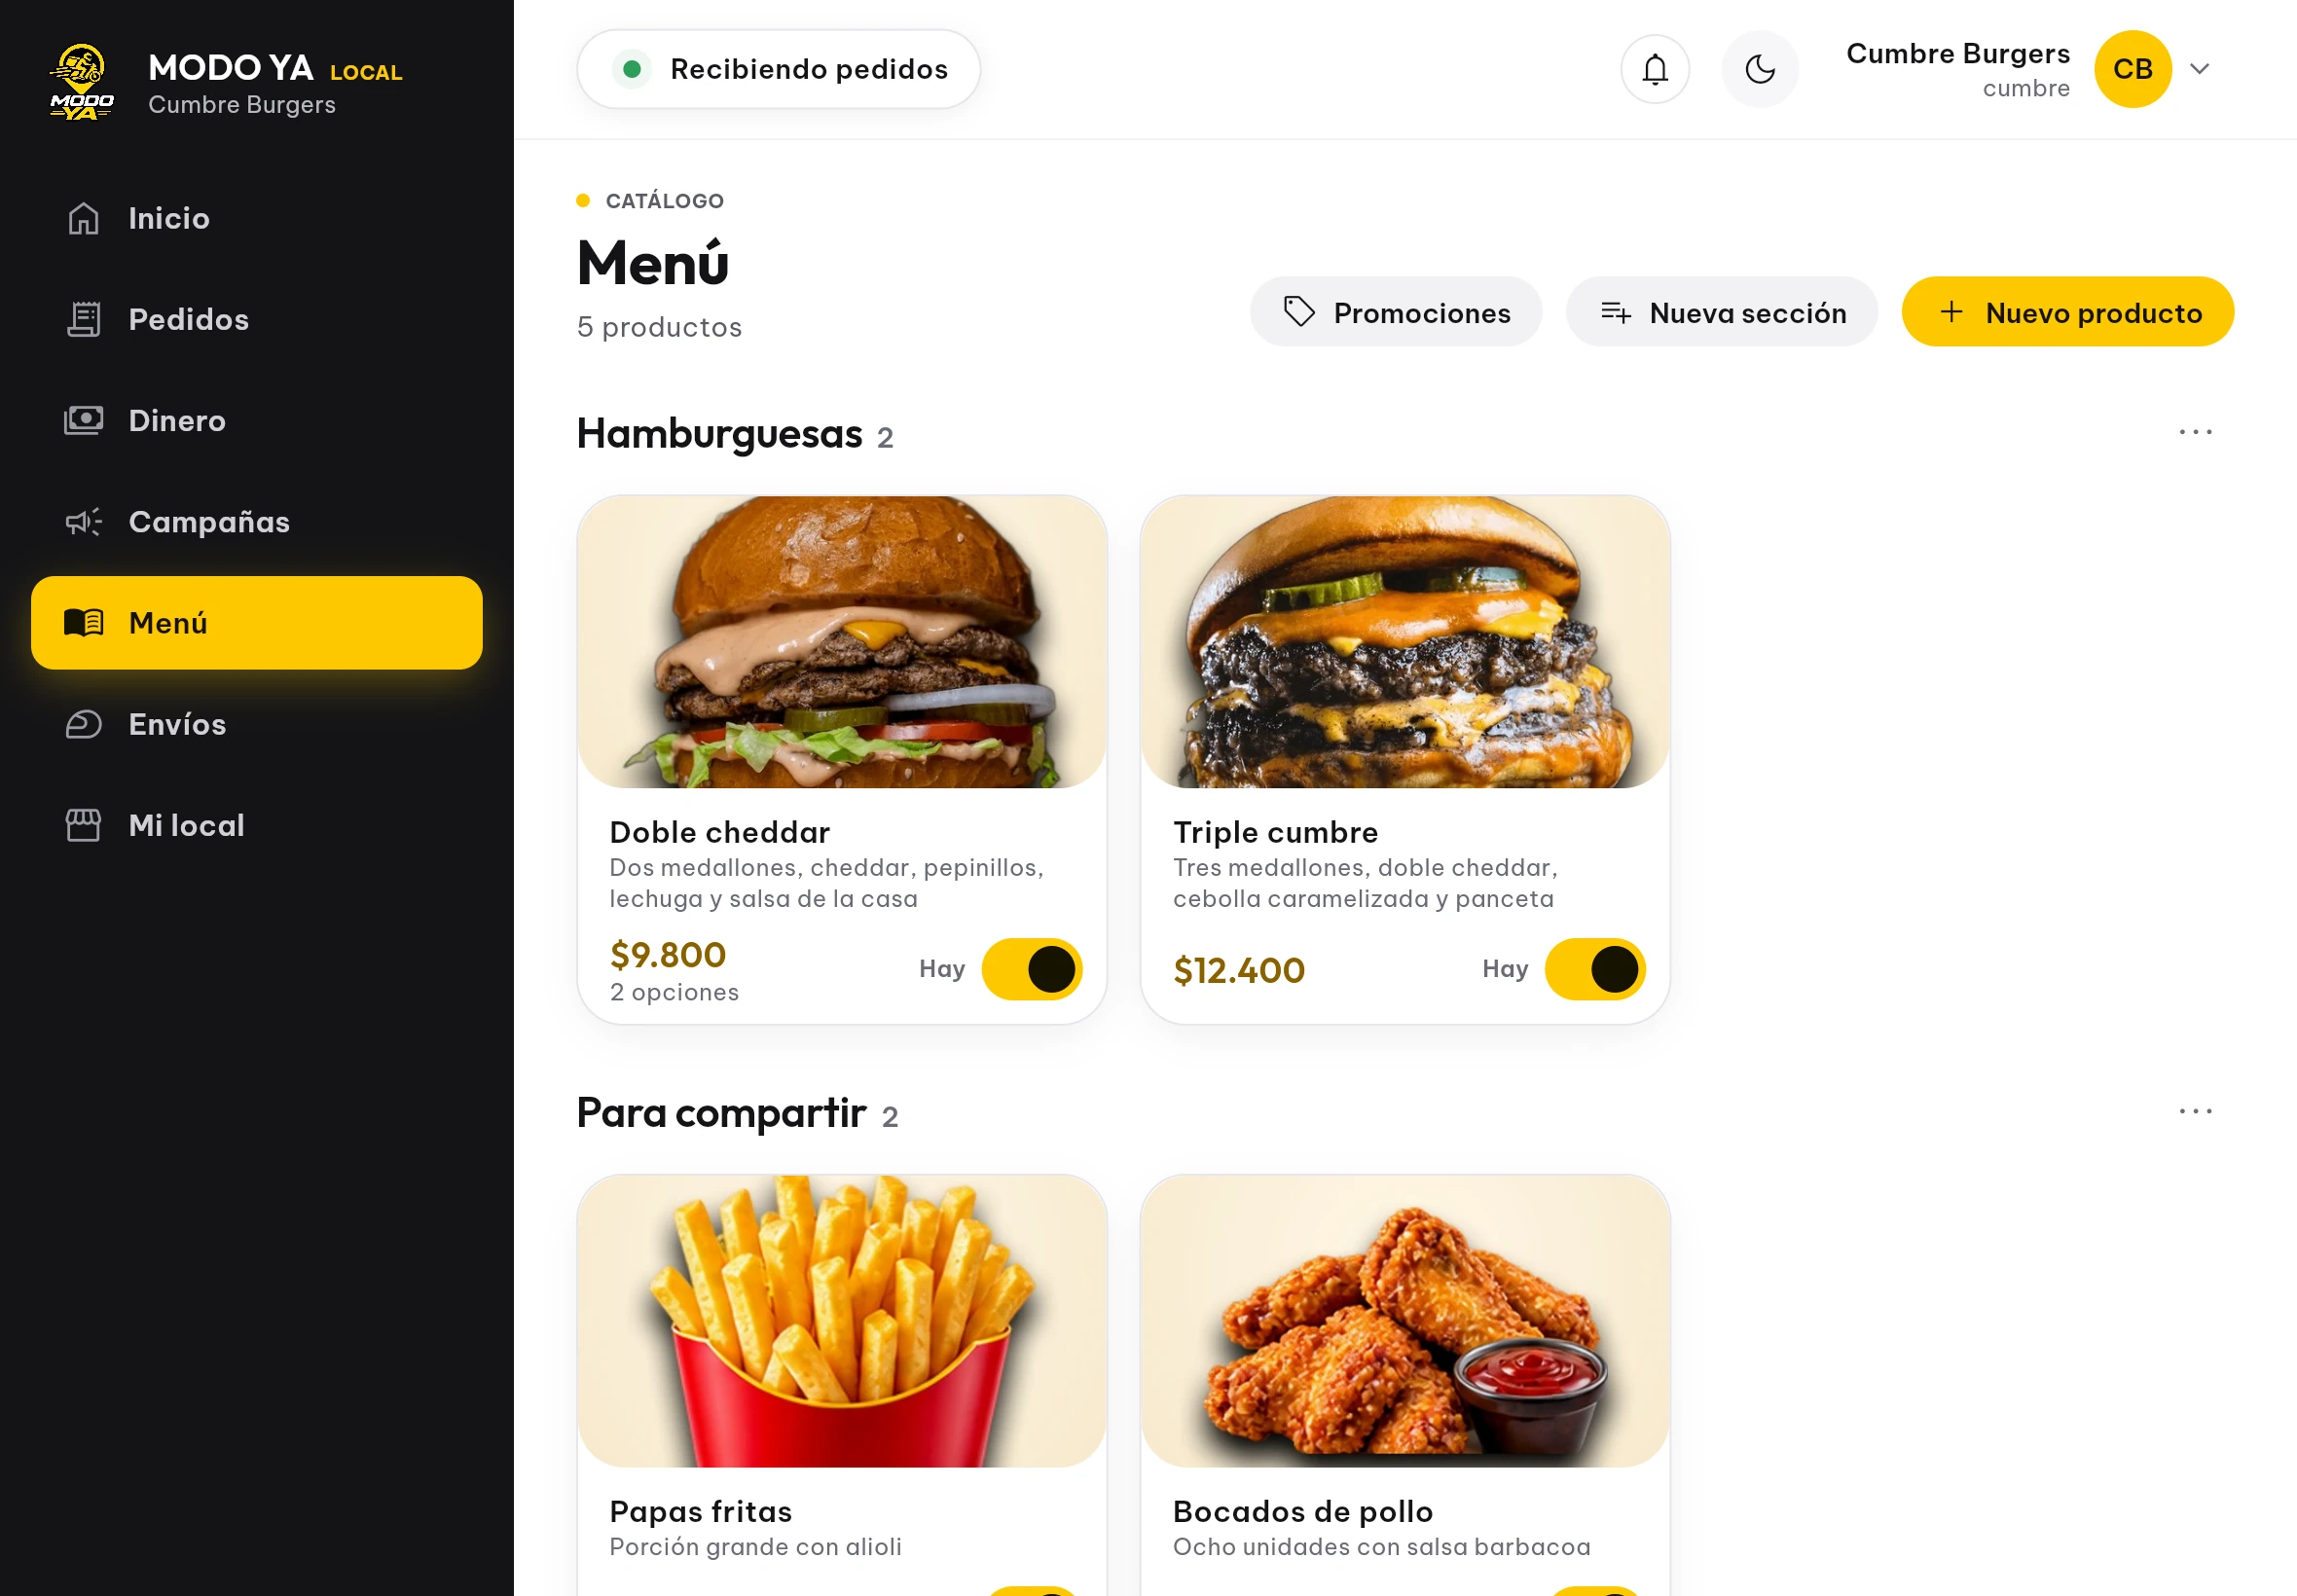 MODO YA
MODO YA LOCAL
Cumbre Burgers
Inicio
Pedidos
Dinero
Campañas
Menú
Envíos
Mi local
Recibiendo pedidos
Cumbre Burgers
cumbre
CB
CATÁLOGO
Menú
5 productos
Promociones
Nueva sección
Nuevo producto
Hamburguesas 2
Doble cheddar
Dos medallones, cheddar, pepinillos,
lechuga y salsa de la casa
$9.800
2 opciones
Hay
Triple cumbre
Tres medallones, doble cheddar,
cebolla caramelizada y panceta
$12.400
Hay
Para compartir 2
Papas fritas
Porción grande con alioli
Bocados de pollo
Ocho unidades con salsa barbacoa